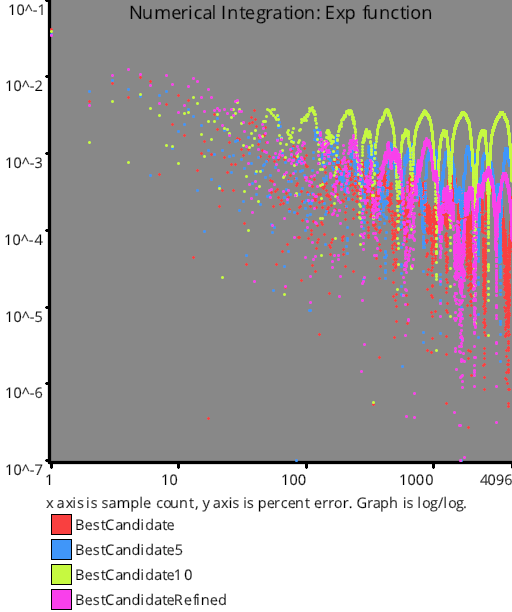 Numerical Integration: Exp function
10^-1
10^-2
10^-3
10^-4
10^-5
10^-6
10^-7
1 10 100 1000 4096
x axis is sample count, y axis is percent error. Graph is log/log.
BestCandidate
BestCandidate5
BestCandidate10
BestCandidateRefined